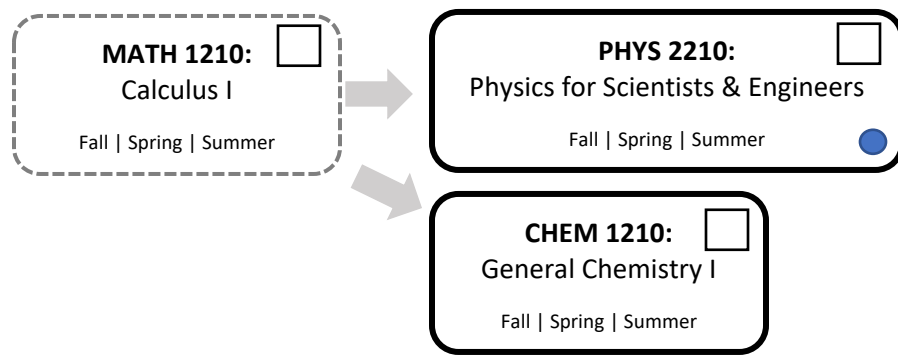 MATH 1210:
Calculus I
Fall | Spring | Summer
PHYS 2210:
Physics for Scientists & Engineers
Fall | Spring | Summer
CHEM 1210:
General Chemistry I
Fall | Spring | Summer